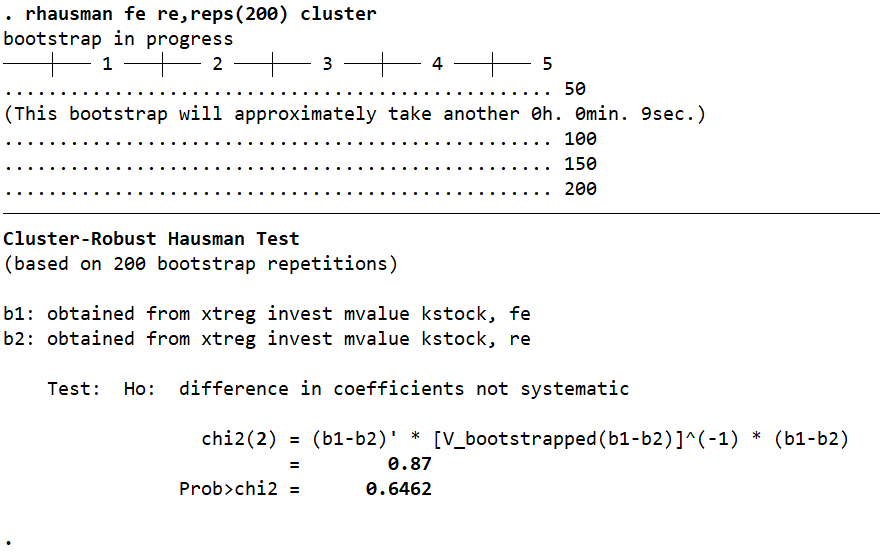 . rhausman fe re,reps(200) cluster
bootstrap in progress
----+--- 1 ---+--- 2 ---+--- 3 ---+--- 4 ---+--- 5
.................................................. 50
(This bootstrap will approximately take another 0h. 0min. 9sec.)
.................................................. 100
.................................................. 150
.................................................. 200
Cluster-Robust Hausman Test
(based on 200 bootstrap repetitions)
b1: obtained from xtreg invest mvalue kstock, fe
b2: obtained from xtreg invest mvalue kstock, re
Test: Ho: difference in coefficients not systematic
chi2(2) = (b1-b2)' * [V_bootstrapped(b1-b2)]^(-1) * (b1-b2)
= 0.87
Prob>chi2 = 0.6462
.